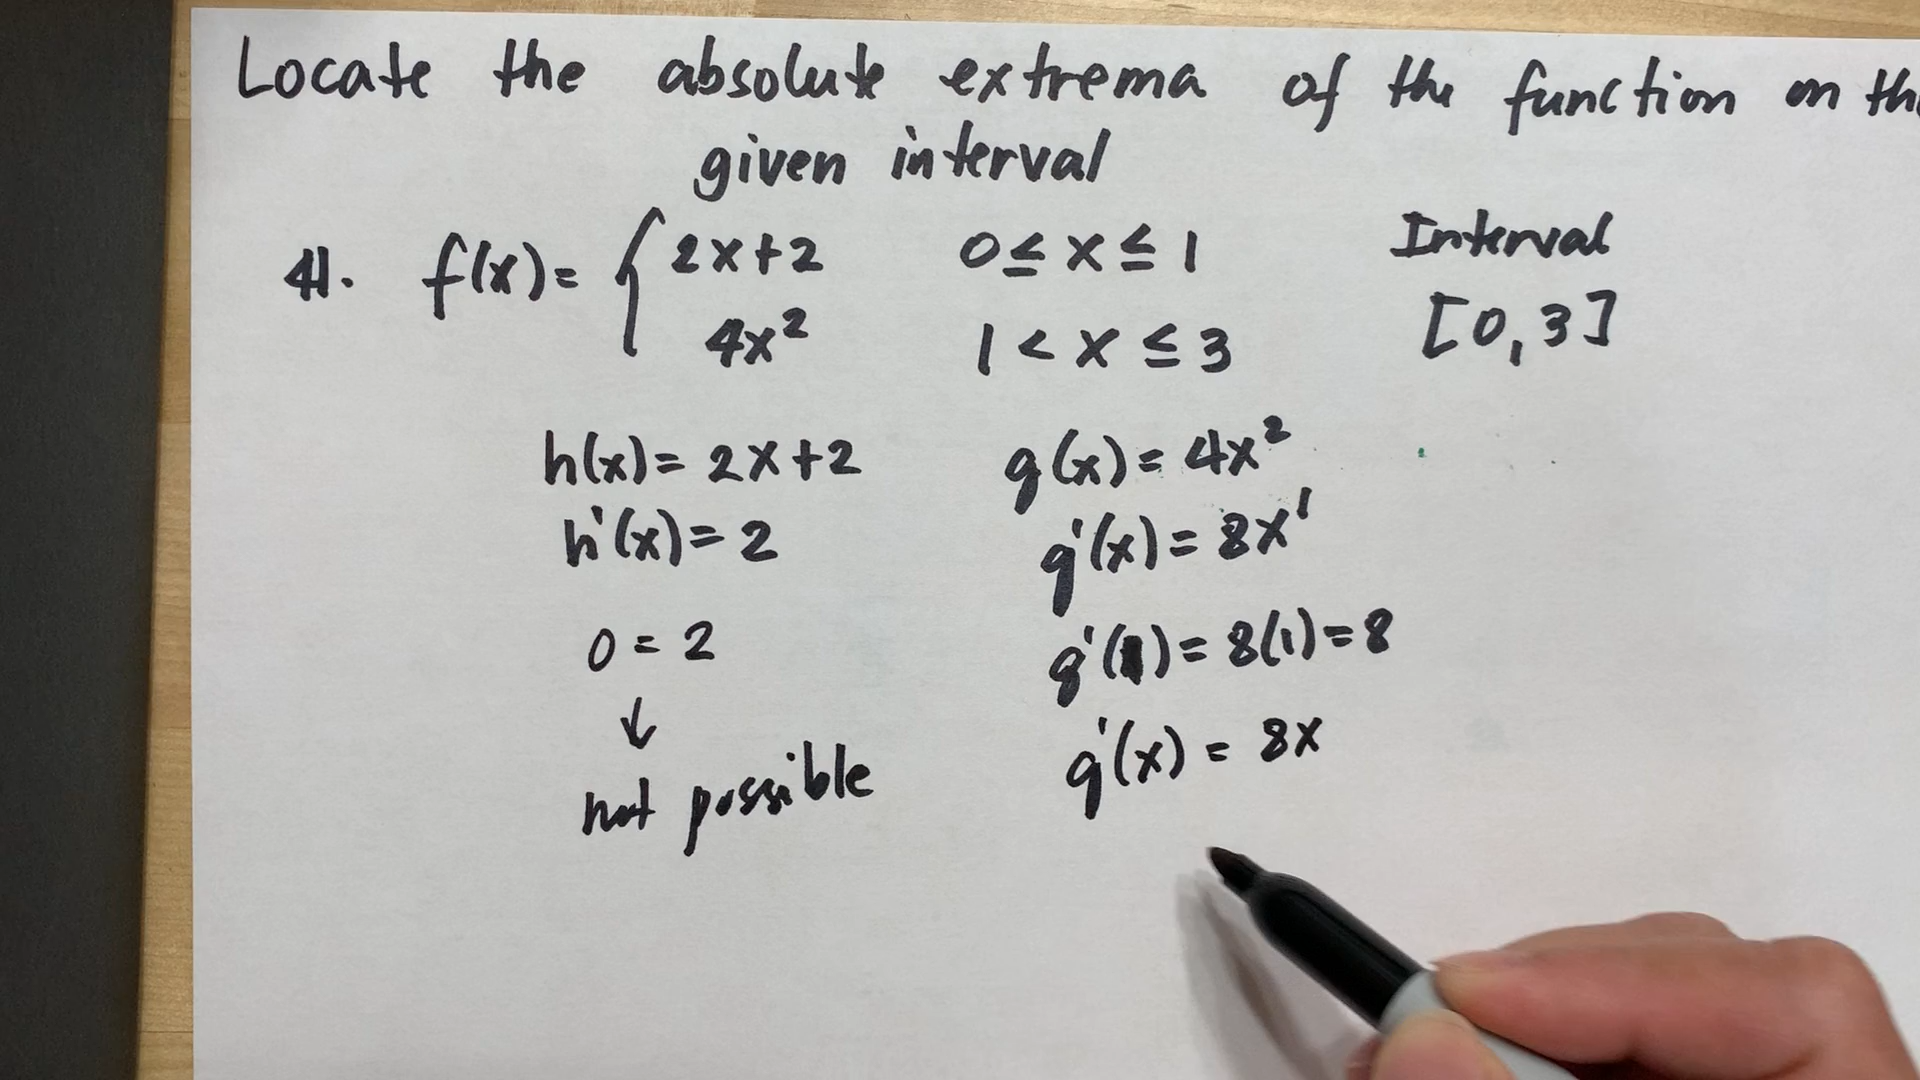 Locate the absolute extrema of the function on the
given interval
41. f(x)= { 2x+2 0≤ x ≤ 1 Interval
4x² 1 < x ≤ 3 [0,3]
h(x)= 2x+2 g(x)= 4x²
h'(x)= 2 g'(x)= 8x¹
0 = 2 g'(1)= 8(1)=8
↓
not possible g'(x) = 8x